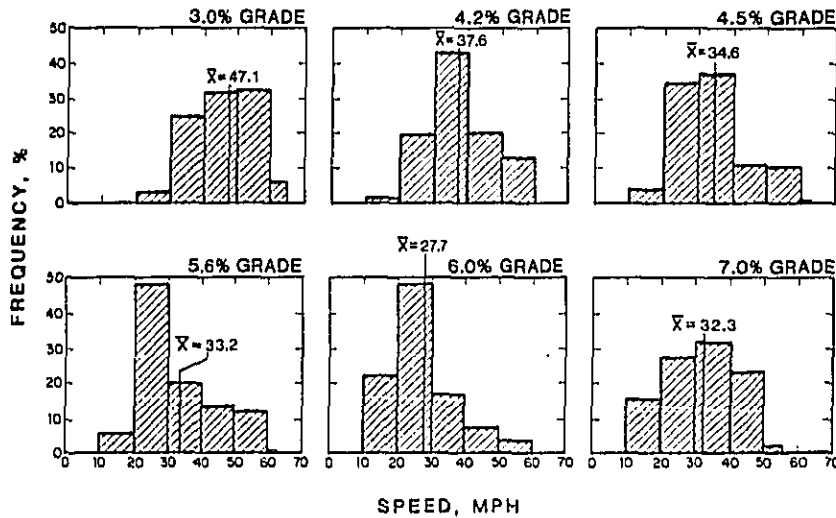 3.0% GRADE
4.2% GRADE
4.5% GRADE
X̄=47.1
X̄=
37.6
X̄=
34.6
50
40
30
20
10
0
FREQUENCY, %
5.6% GRADE
X̄=27.7
6.0% GRADE
7.0% GRADE
X̄=33.2
X̄=32.3
50
40
30
20
10
0
0 10 20 30 40 50 60 70
0 10 20 30 40 50 60 70
0 10 20 30 40 50 60 70
SPEED, MPH